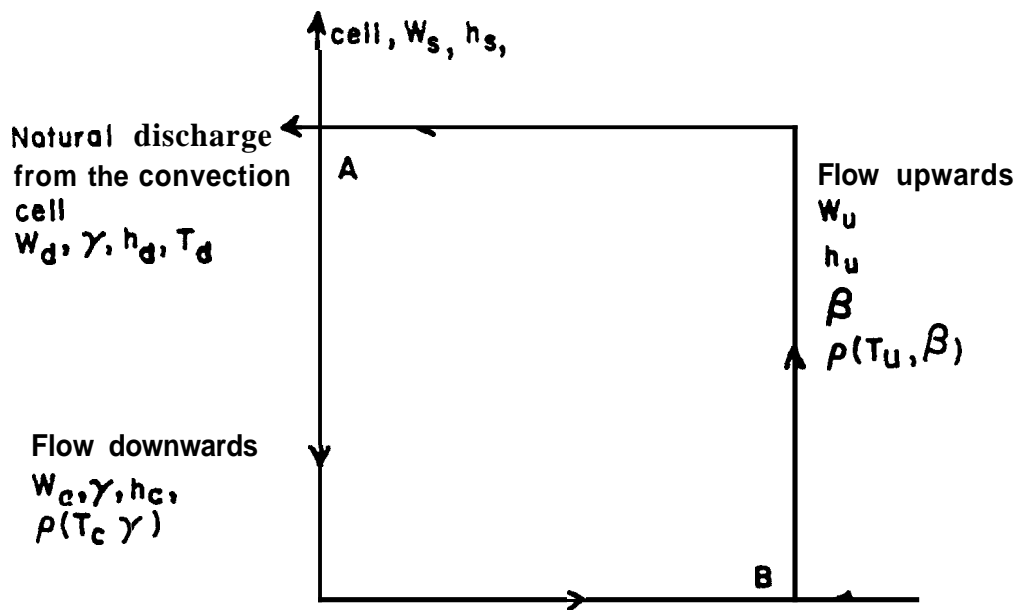 cell, Ws, hs,
Natural discharge
from the convection
cell
Wd, γ, hd, Td
A
Flow upwards
Wu
hu
β
ρ(Tu, β)
Flow downwards
Wc, γ, hc,
ρ(Tc γ)
B